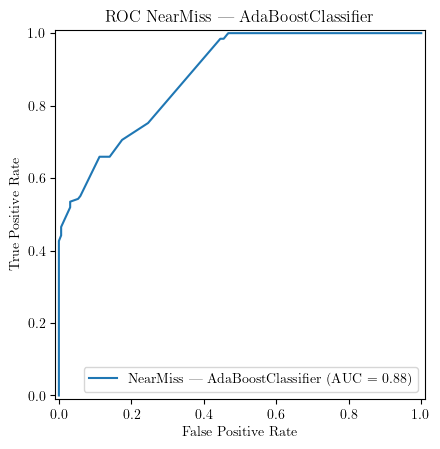 ROC NearMiss — AdaBoostClassifier
1.0
0.8
0.6
0.4
0.2
0.0
True Positive Rate
NearMiss — AdaBoostClassifier (AUC = 0.88)
0.0 0.2 0.4 0.6 0.8 1.0
False Positive Rate